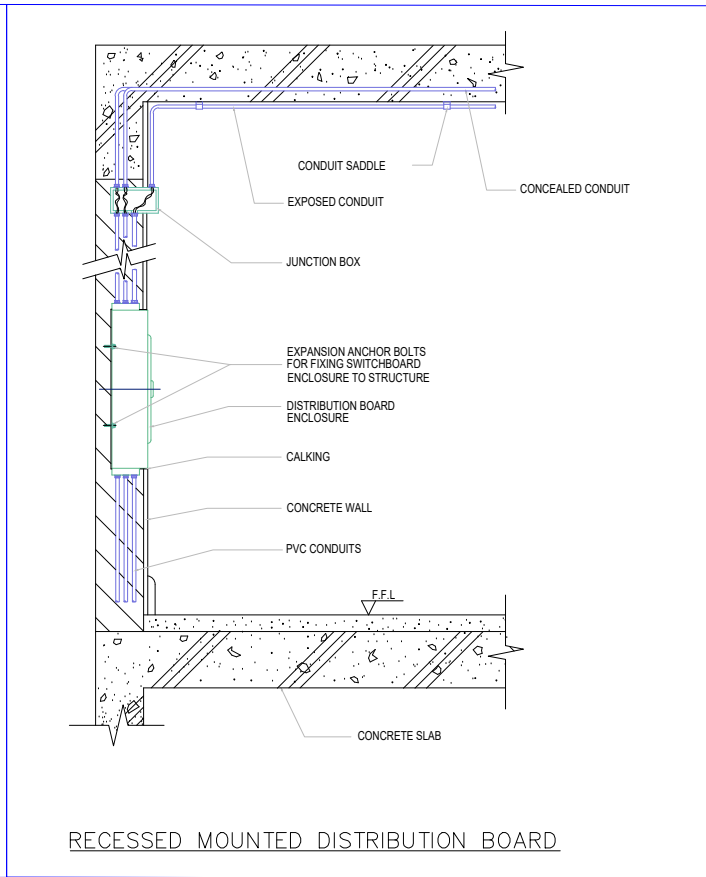 CONDUIT SADDLE
CONCEALED CONDUIT
EXPOSED CONDUIT
JUNCTION BOX
EXPANSION ANCHOR BOLTS
FOR FIXING SWITCHBOARD
ENCLOSURE TO STRUCTURE
DISTRIBUTION BOARD
ENCLOSURE
CALKING
CONCRETE WALL
PVC CONDUITS
F.F.L
CONCRETE SLAB
RECESSED MOUNTED DISTRIBUTION BOARD